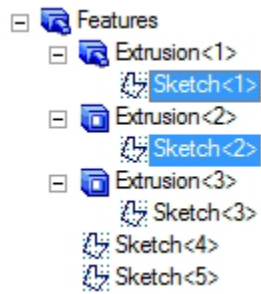 Features
Extrusion<1>
Sketch<1>
Extrusion<2>
Sketch<2>
Extrusion<3>
Sketch<3>
Sketch<4>
Sketch<5>